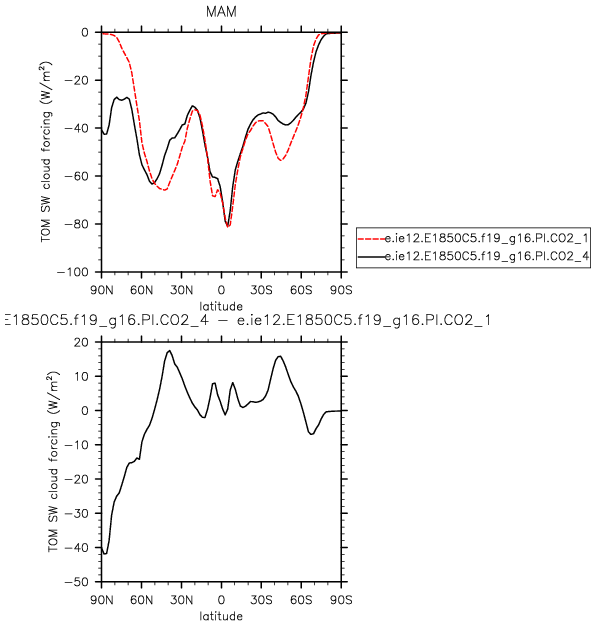 MAM
TOM SW cloud forcing (W/m²)
0
−20
−40
−60
−80
−100
90N 60N 30N 0 30S 60S 90S
latitude
e.ie12.E1850C5.f19_g16.PI.CO2_1
e.ie12.E1850C5.f19_g16.PI.CO2_4
E1850C5.f19_g16.PI.CO2_4 − e.ie12.E1850C5.f19_g16.PI.CO2_1
TOM SW cloud forcing (W/m²)
20
10
0
−10
−20
−30
−40
−50
90N 60N 30N 0 30S 60S 90S
latitude